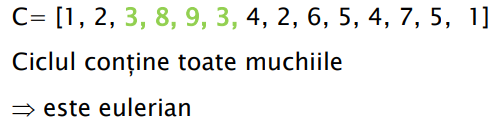 C= [1, 2, 3, 8, 9, 3, 4, 2, 6, 5, 4, 7, 5, 1]
Ciclul conține toate muchiile
⇒ este eulerian